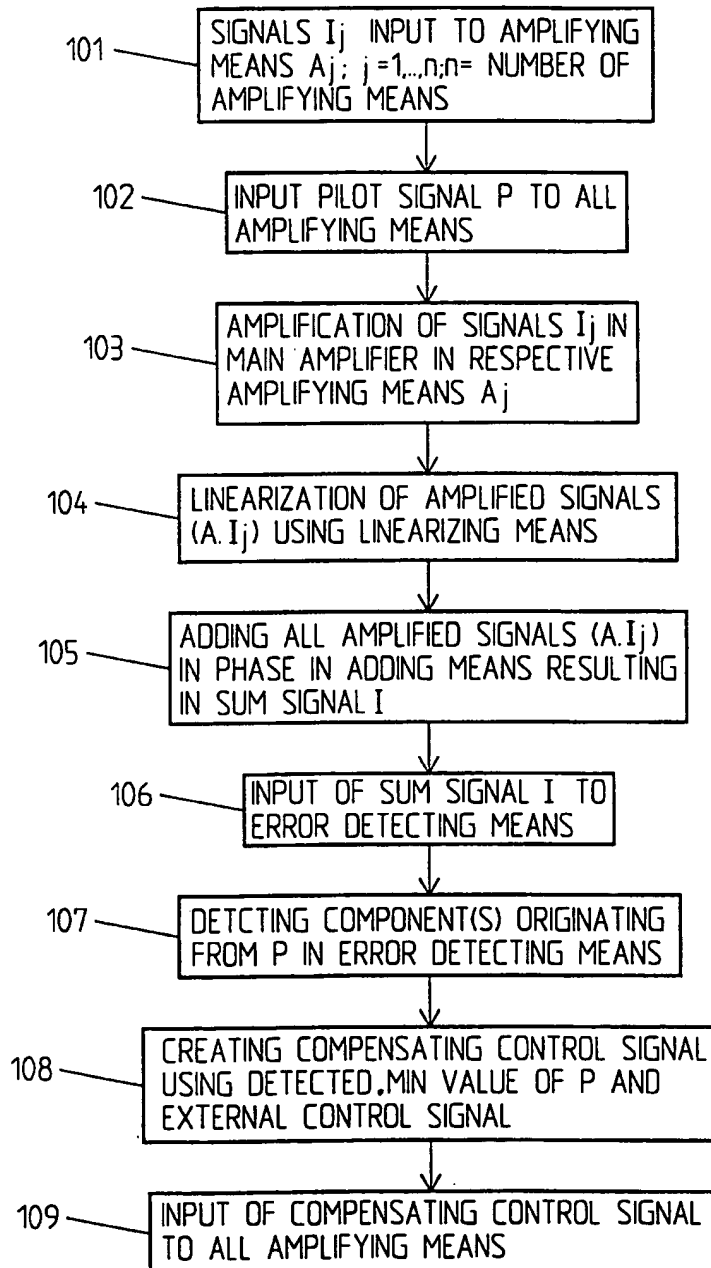 101
SIGNALS Ij INPUT TO AMPLIFYING
MEANS Aj; j=1,..,n;n= NUMBER OF
AMPLIFYING MEANS
102
INPUT PILOT SIGNAL P TO ALL
AMPLIFYING MEANS
103
AMPLIFICATION OF SIGNALS Ij IN
MAIN AMPLIFIER IN RESPECTIVE
AMPLIFYING MEANS Aj
104
LINEARIZATION OF AMPLIFIED SIGNALS
(A.Ij) USING LINEARIZING MEANS
105
ADDING ALL AMPLIFIED SIGNALS (A.Ij)
IN PHASE IN ADDING MEANS RESULTING
IN SUM SIGNAL I
106
INPUT OF SUM SIGNAL I TO
ERROR DETECTING MEANS
107
DETCTING COMPONENT(S) ORIGINATING
FROM P IN ERROR DETECTING MEANS
108
CREATING COMPENSATING CONTROL SIGNAL
USING DETECTED.MIN VALUE OF P AND
EXTERNAL CONTROL SIGNAL
109
INPUT OF COMPENSATING CONTROL SIGNAL
TO ALL AMPLIFYING MEANS